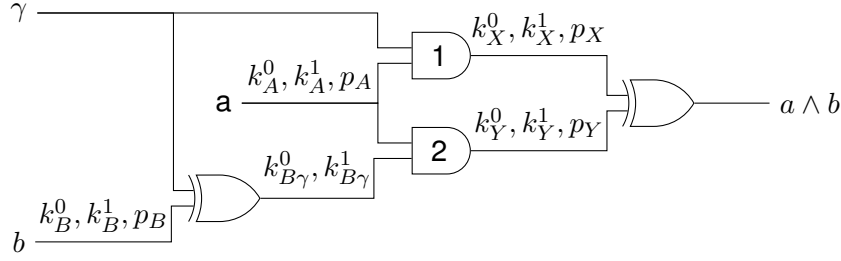 γ
1
k_X^0, k_X^1, p_X
k_A^0, k_A^1, p_A
a
a ∧ b
k_Y^0, k_Y^1, p_Y
2
k_{Bγ}^0, k_{Bγ}^1
k_B^0, k_B^1, p_B
b